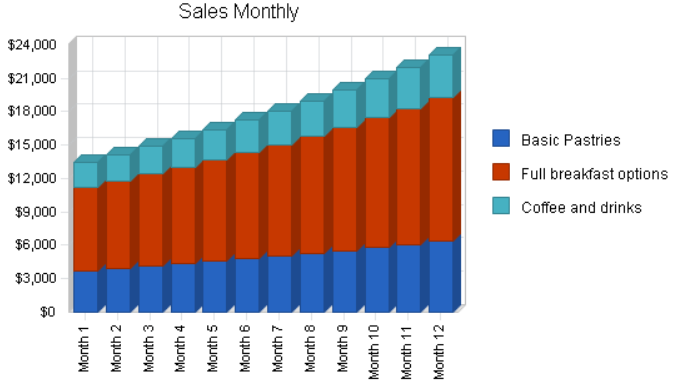 Sales Monthly
$24,000
$21,000
$18,000
$15,000
$12,000
$9,000
$6,000
$3,000
$0
Month 1
Month 2
Month 3
Month 4
Month 5
Month 6
Month 7
Month 8
Month 9
Month 10
Month 11
Month 12
Basic Pastries
Full breakfast options
Coffee and drinks